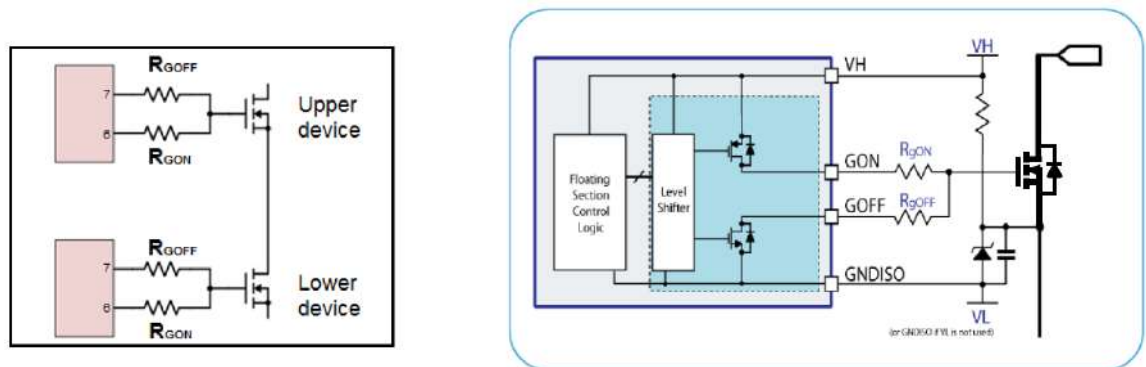 RGOFF
7
6
RGON
Upper
device
RGOFF
7
6
RGON
Lower
device
VH
VH
GON
RgON
GOFF
RgOFF
Floating
Section
Control
Logic
Level
Shifter
GNDISO
VL
(or GNDISO if VL is not used)